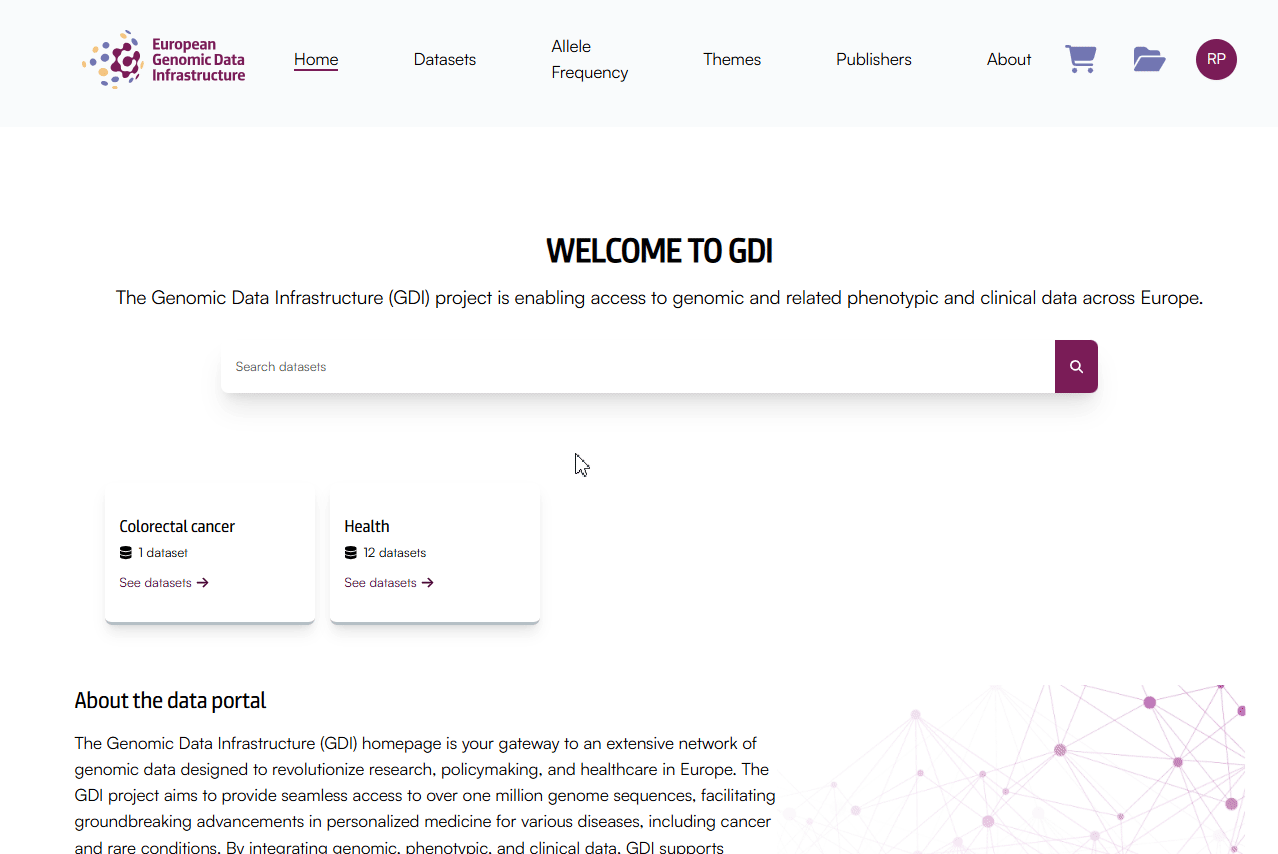 European
Genomic Data
Infrastructure
Home
Datasets
Allele
Frequency
Themes
Publishers
About
RP
WELCOME TO GDI
The Genomic Data Infrastructure (GDI) project is enabling access to genomic and related phenotypic and clinical data across Europe.
Search datasets
Colorectal cancer
1 dataset
See datasets
Health
12 datasets
See datasets
About the data portal
The Genomic Data Infrastructure (GDI) homepage is your gateway to an extensive network of
genomic data designed to revolutionize research, policymaking, and healthcare in Europe. The
GDI project aims to provide seamless access to over one million genome sequences, facilitating
groundbreaking advancements in personalized medicine for various diseases, including cancer
and rare conditions. By integrating genomic, phenotypic, and clinical data, GDI supports